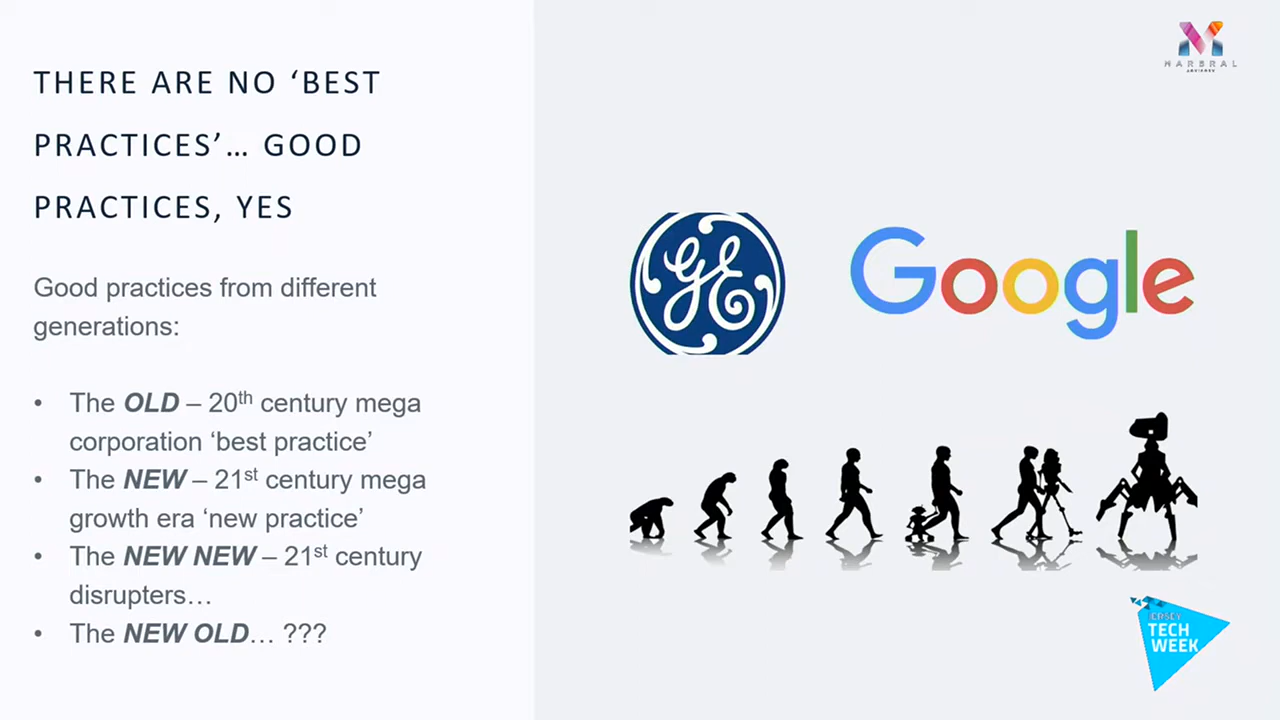 THERE ARE NO ‘BEST
PRACTICES’… GOOD
PRACTICES, YES
Good practices from different
generations:
• The OLD – 20th century mega
corporation ‘best practice’
• The NEW – 21st century mega
growth era ‘new practice’
• The NEW NEW – 21st century
disrupters…
• The NEW OLD… ???
MARBRAL
ADVISORY
GE
Google
TECH
WEEK